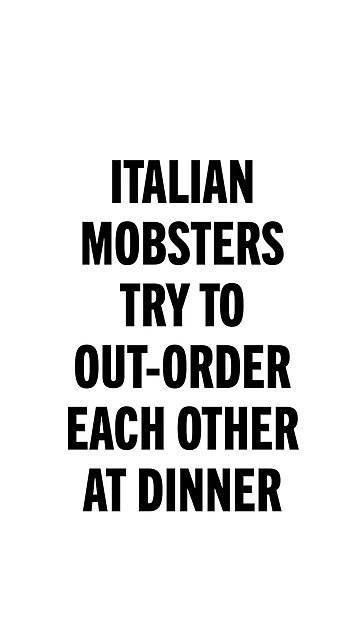 ITALIAN
MOBSTERS
TRY TO
OUT-ORDER
EACH OTHER
AT DINNER